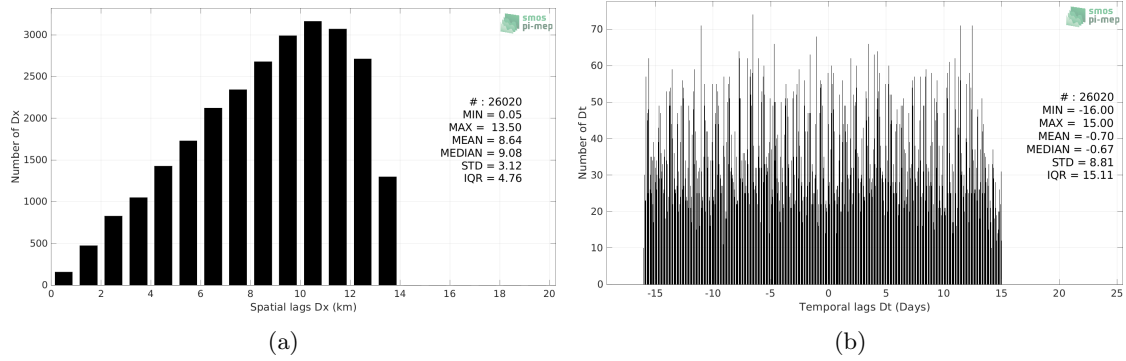 3000
2500
2000
1500
1000
500
0
Number of Dx
0 2 4 6 8 10 12 14 16 18 20
Spatial lags Dx (km)
smos
pi-mep
# : 26020
MIN = 0.05
MAX = 13.50
MEAN = 8.64
MEDIAN = 9.08
STD = 3.12
IQR = 4.76
(a)
70
60
50
40
30
20
10
0
Number of Dt
-15 -10 -5 0 5 10 15 20 25
Temporal lags Dt (Days)
smos
pi-mep
# : 26020
MIN = -16.00
MAX = 15.00
MEAN = -0.70
MEDIAN = -0.67
STD = 8.81
IQR = 15.11
(b)